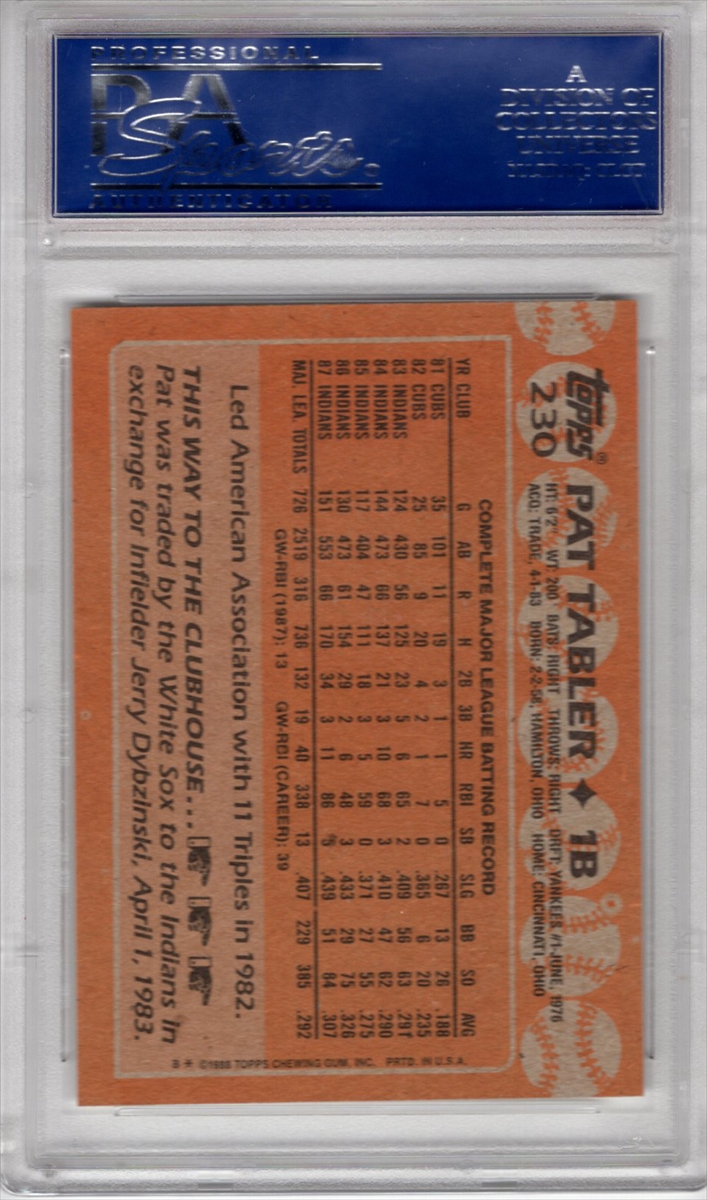 PROFESSIONAL
PSA
Sports.
AUTHENTICATOR
A
DIVISION OF
COLLECTORS
UNIVERSE
topps®
230
PAT TABLER ✦ 1B
HT: 6'2" WT: 200 BATS: RIGHT THROWS: RIGHT DRFT: YANKEES, #1-JUNE, 1976
ACQ: TRADE, 4-1-83 BORN: 2-2-58, HAMILTON, OHIO HOME: CINCINNATI, OHIO
COMPLETE MAJOR LEAGUE BATTING RECORD
YR CLUB G AB R H 2B 3B HR RBI SB SLG BB SO AVG
81 CUBS 35 101 11 19 3 1 1 5 0 .267 13 26 .188
82 CUBS 25 85 9 20 4 2 1 7 0 .365 6 20 .235
83 INDIANS 124 430 56 125 23 5 6 65 2 .409 56 63 .291
84 INDIANS 144 473 66 137 21 3 10 68 3 .410 47 62 .290
85 INDIANS 117 404 47 111 18 3 5 59 0 .371 27 55 .275
86 INDIANS 130 473 61 154 29 2 6 48 3 .433 29 75 .326
87 INDIANS 151 553 66 170 34 3 11 86 5 .439 51 84 .307
MAJ. LEA. TOTALS 726 2519 316 736 132 19 40 338 13 .407 229 385 .292
GW-RBI (1987): 13 GW-RBI (CAREER): 39
Led American Association with 11 Triples in 1982.
THIS WAY TO THE CLUBHOUSE...
Pat was traded by the White Sox to the Indians in
exchange for Infielder Jerry Dybzinski, April 1, 1983.
B * ©1988 TOPPS CHEWING GUM, INC. PRTD. IN U.S.A.